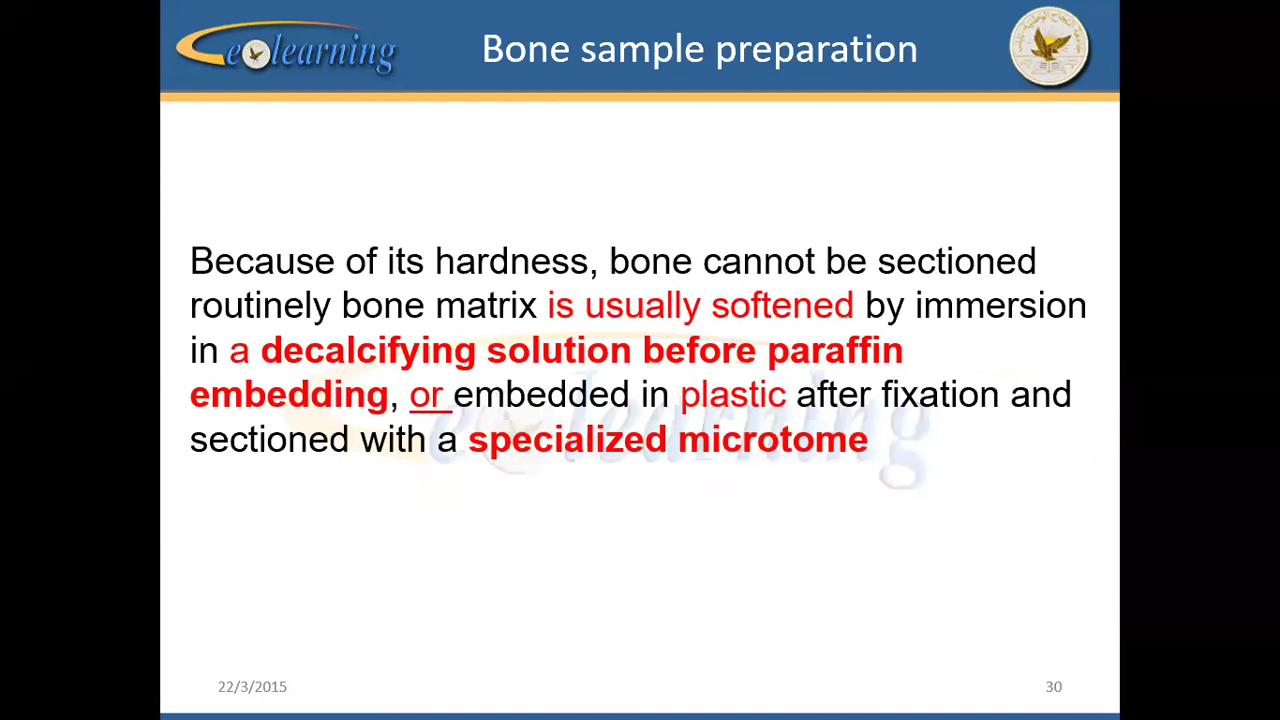 elearning
Bone sample preparation
Because of its hardness, bone cannot be sectioned
routinely bone matrix is usually softened by immersion
in a decalcifying solution before paraffin
embedding, or embedded in plastic after fixation and
sectioned with a specialized microtome
elearning
22/3/2015
30